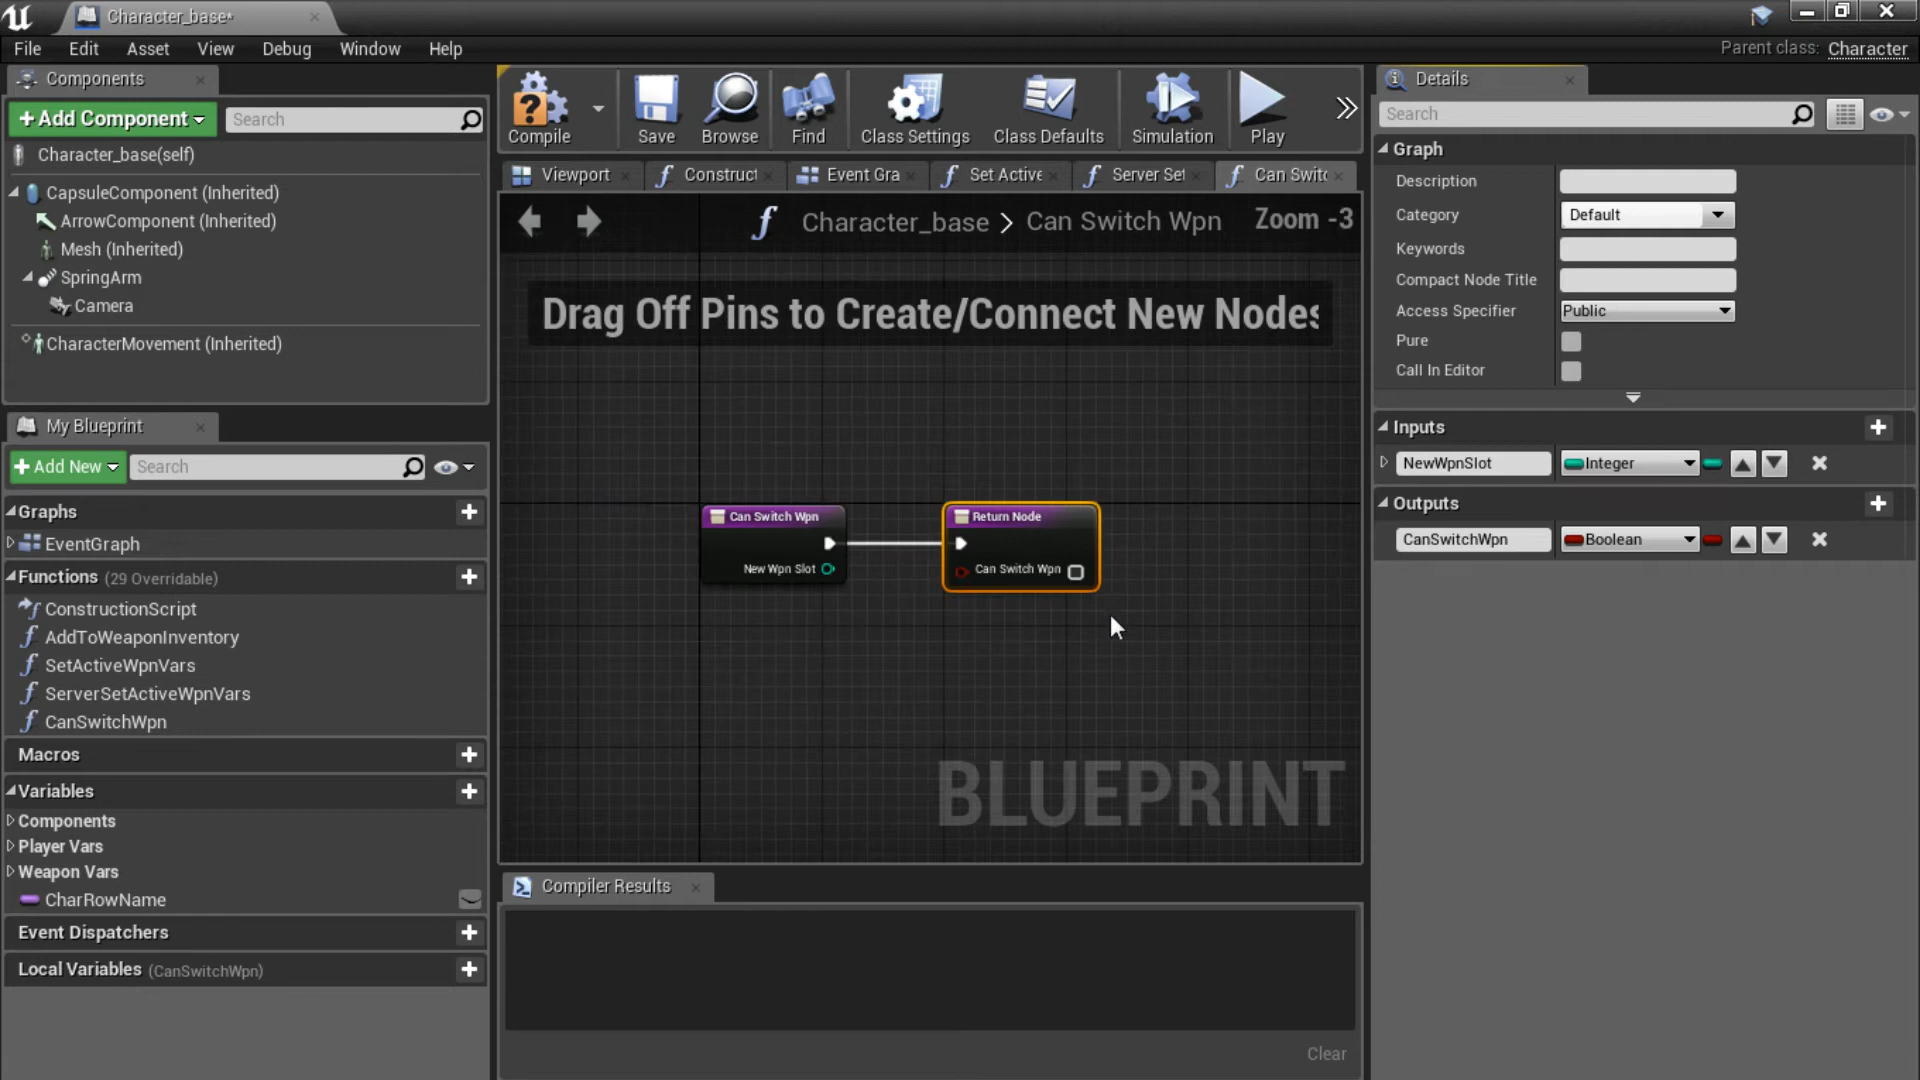 Character_base*
File Edit Asset View Debug Window Help
Parent class: Character
Components
+ Add Component
Search
Character_base(self)
CapsuleComponent (Inherited)
ArrowComponent (Inherited)
Mesh (Inherited)
SpringArm
Camera
CharacterMovement (Inherited)
My Blueprint
+ Add New
Search
Graphs
EventGraph
Functions (29 Overridable)
ConstructionScript
AddToWeaponInventory
SetActiveWpnVars
ServerSetActiveWpnVars
CanSwitchWpn
Macros
Variables
Components
Player Vars
Weapon Vars
CharRowName
Event Dispatchers
Local Variables (CanSwitchWpn)
Compile Save Browse Find Class Settings Class Defaults Simulation Play
Viewport Construct Event Gra Set Active Server Set Can Switc
Character_base > Can Switch Wpn Zoom -3
Drag Off Pins to Create/Connect New Nodes
Can Switch Wpn
New Wpn Slot
Return Node
Can Switch Wpn
BLUEPRINT
Compiler Results
Clear
Details
Search
Graph
Description
Category Default
Keywords
Compact Node Title
Access Specifier Public
Pure
Call In Editor
Inputs
NewWpnSlot Integer
Outputs
CanSwitchWpn Boolean